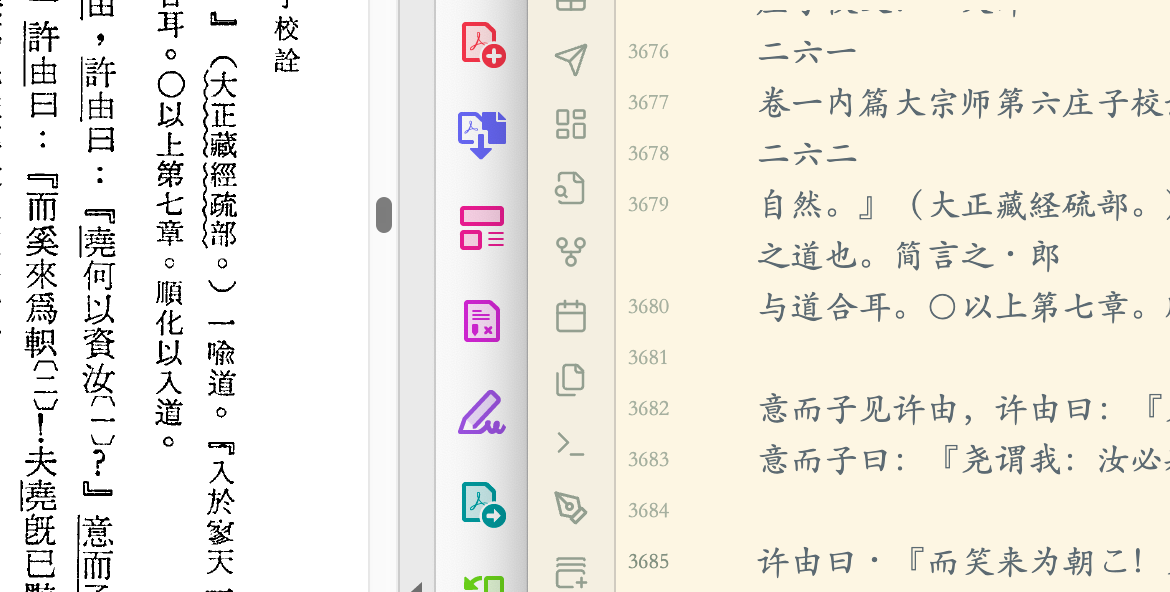 子校詮
』(大正藏經疏部。)一喩道。『入於寥天一
合耳。〇以上第七章。順化以入道。
由,許由曰:『堯何以資汝〔一〕?』意而子
許由曰:『而奚來爲軹〔二〕!夫堯旣已黥
3676 二六一
3677 卷一内篇大宗师第六庄子校
3678 二六二
3679 自然。』(大正藏経硫部。)
之道也。简言之·郎
3680 与道合耳。〇以上第七章。
3681
3682 意而子见许由,许由曰:『
3683 意而子曰:『尧谓我:汝必
3684
3685 许由曰·『而笑来为朝こ!